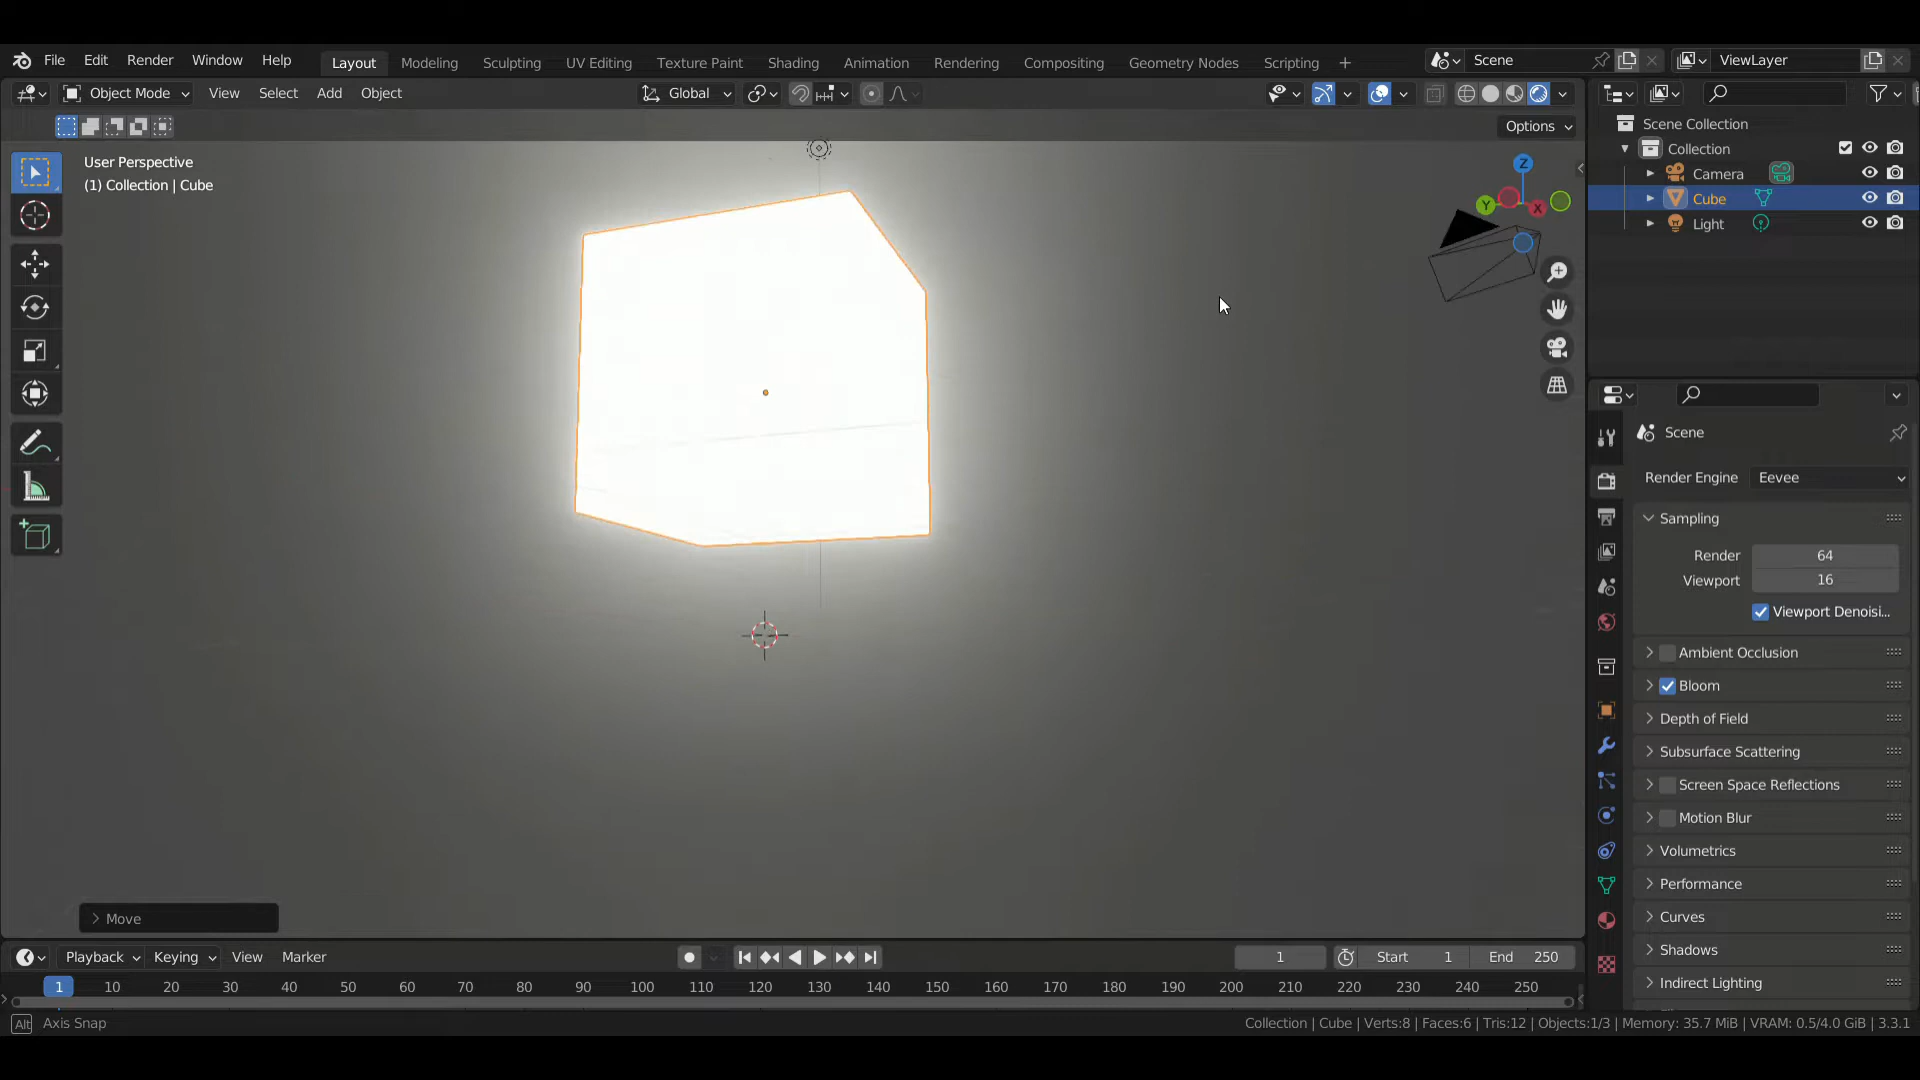 File Edit Render Window Help Layout Modeling Sculpting UV Editing Texture Paint Shading Animation Rendering Compositing Geometry Nodes Scripting + Scene ViewLayer
Object Mode View Select Add Object Global
Options
User Perspective
(1) Collection | Cube
Z
Y
X
Scene Collection
Collection
Camera
Cube
Light
Scene
Render Engine Eevee
Sampling
Render 64
Viewport 16
Viewport Denoisi...
Ambient Occlusion
Bloom
Depth of Field
Subsurface Scattering
Screen Space Reflections
Motion Blur
Volumetrics
Performance
Curves
Shadows
Indirect Lighting
Move
Playback Keying View Marker 1 Start 1 End 250
1 10 20 30 40 50 60 70 80 90 100 110 120 130 140 150 160 170 180 190 200 210 220 230 240 250
Alt Axis Snap
Collection | Cube | Verts:8 | Faces:6 | Tris:12 | Objects:1/3 | Memory: 35.7 MiB | VRAM: 0.5/4.0 GiB | 3.3.1